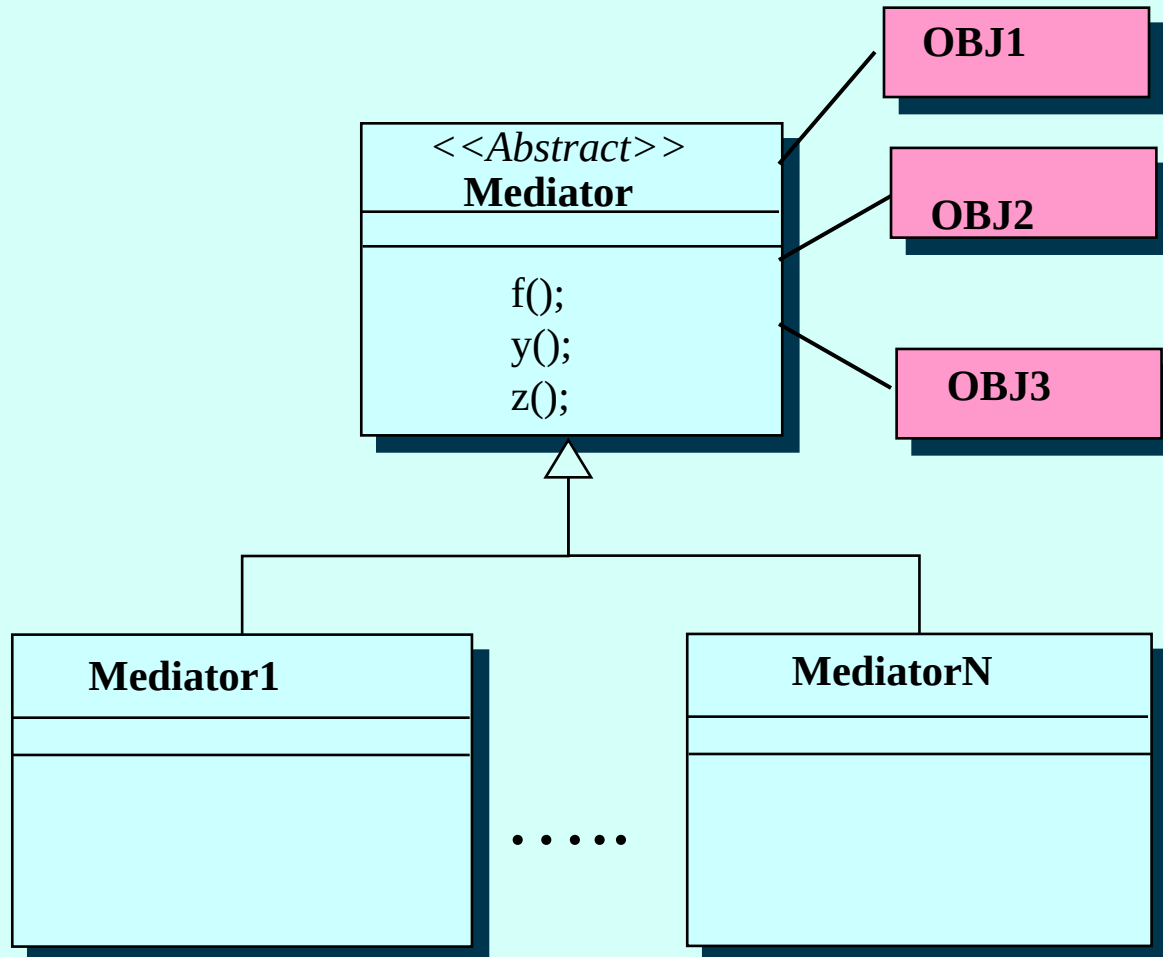 OBJ1
<<Abstract>>
Mediator
OBJ2
f();
y();
z();
OBJ3
Mediator1
MediatorN
.....